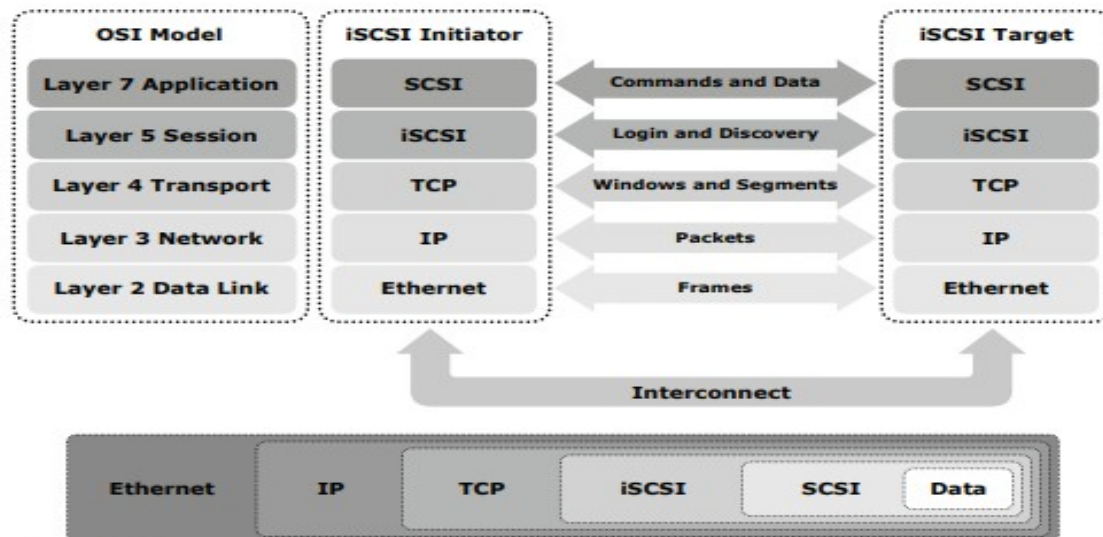 OSI Model
iSCSI Initiator
iSCSI Target
Layer 7 Application
SCSI
Commands and Data
SCSI
Layer 5 Session
iSCSI
Login and Discovery
iSCSI
Layer 4 Transport
TCP
Windows and Segments
TCP
Layer 3 Network
IP
Packets
IP
Layer 2 Data Link
Ethernet
Frames
Ethernet
Interconnect
Ethernet
IP
TCP
iSCSI
SCSI
Data